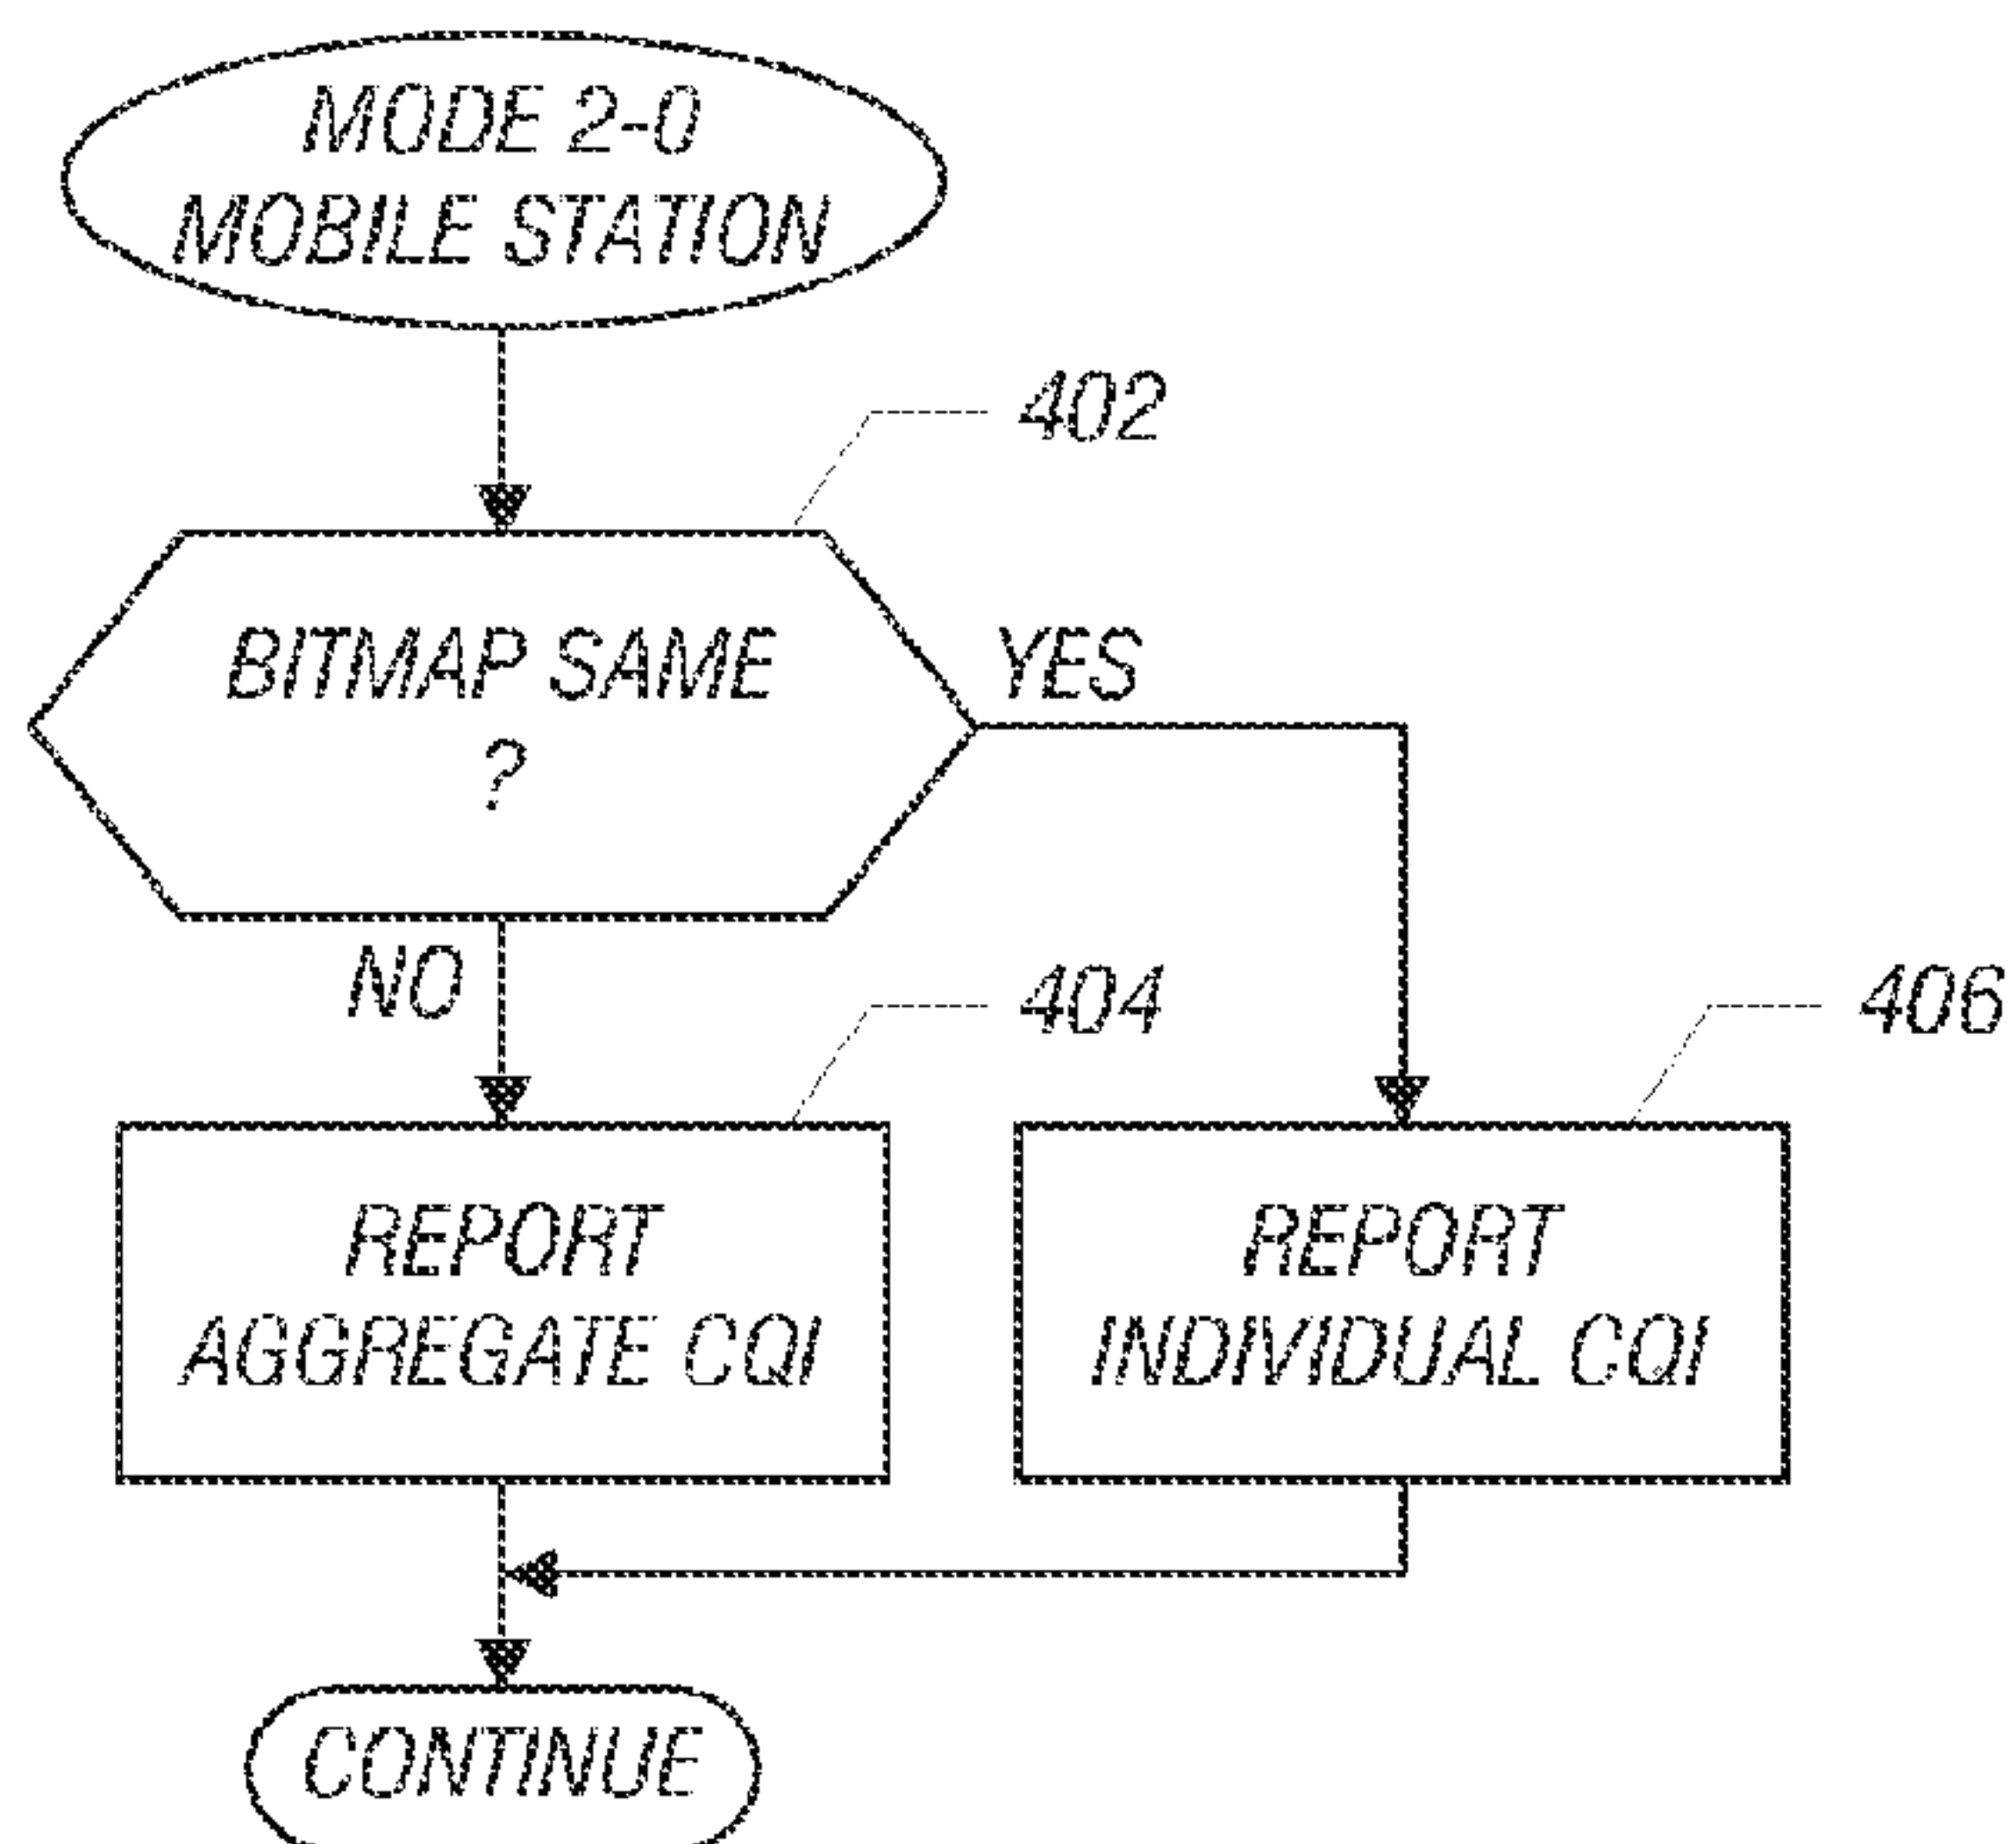 MODE 2-0
MOBILE STATION
402
BITMAP SAME
?
YES
NO
404
406
REPORT
AGGREGATE CQI
REPORT
INDIVIDUAL CQI
CONTINUE